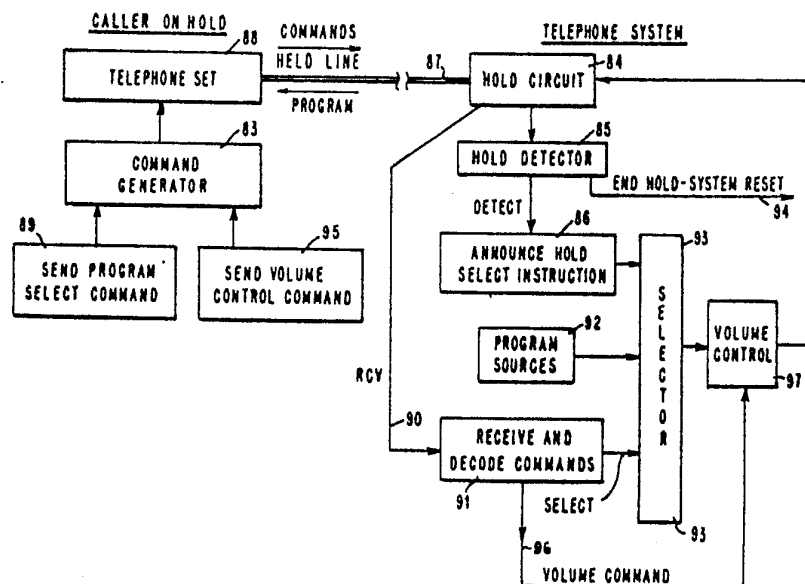 CALLER ON HOLD
88
TELEPHONE SET
COMMANDS
HELD LINE
PROGRAM
87
TELEPHONE SYSTEM
84
HOLD CIRCUIT
83
COMMAND
GENERATOR
85
HOLD DETECTOR
END HOLD-SYSTEM RESET
94
DETECT
89
SEND PROGRAM
SELECT COMMAND
95
SEND VOLUME
CONTROL COMMAND
86
ANNOUNCE HOLD
SELECT INSTRUCTION
93
SELECTOR
92
PROGRAM
SOURCES
VOLUME
CONTROL
97
RCV
90
RECEIVE AND
DECODE COMMANDS
91
SELECT
93
96
VOLUME COMMAND